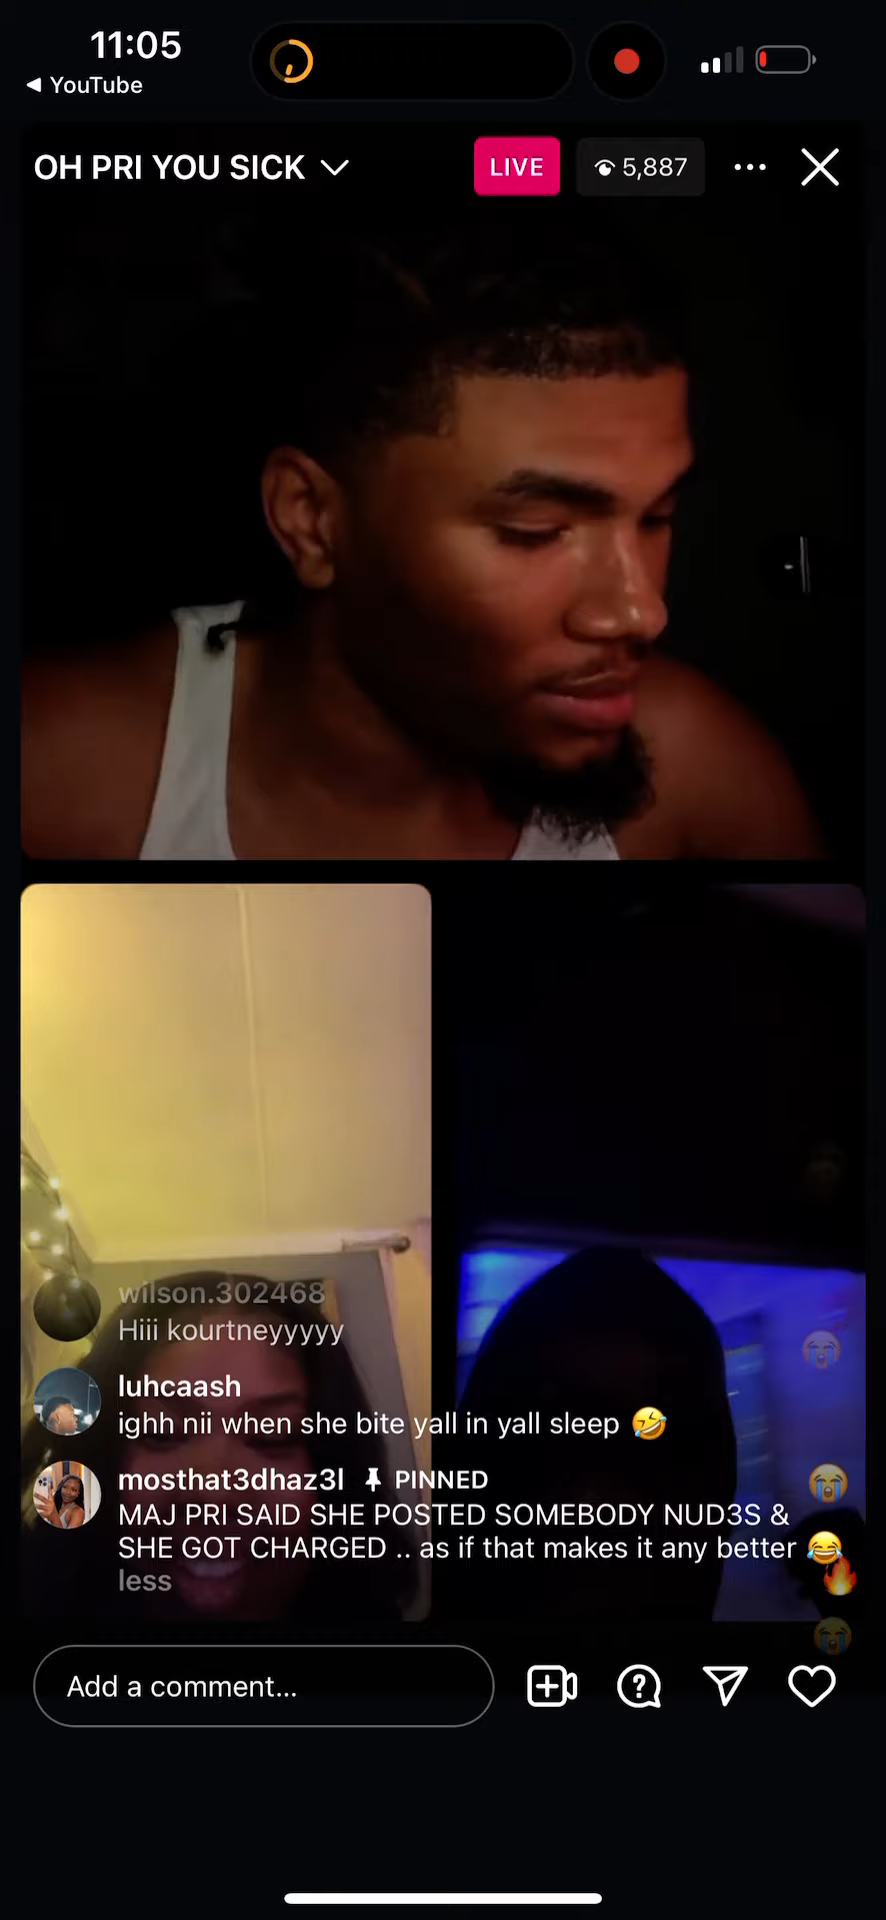 11:05
◀ YouTube
OH PRI YOU SICK
LIVE
5,887
wilson.302468
Hiii kourtneyyyyy
luhcaash
ighh nii when she bite yall in yall sleep 🤣
mosthat3dhaz3l PINNED
MAJ PRI SAID SHE POSTED SOMEBODY NUD3S &
SHE GOT CHARGED .. as if that makes it any better 😂
less
Add a comment...